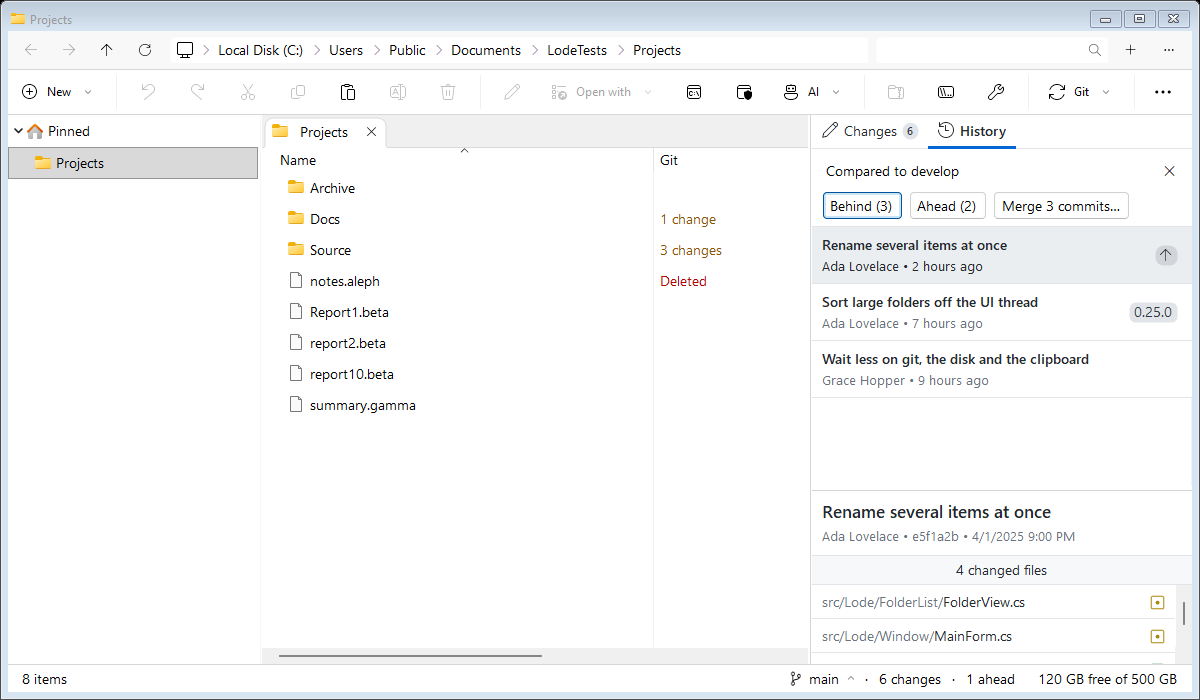 Projects
Local Disk (C:) Users Public Documents LodeTests Projects
New Open with AI Git
Pinned
Projects
Projects
Name Git
Archive
Docs 1 change
Source 3 changes
notes.aleph Deleted
Report1.beta
report2.beta
report10.beta
summary.gamma
Changes 6 History
Compared to develop
Behind (3) Ahead (2) Merge 3 commits...
Rename several items at once
Ada Lovelace • 2 hours ago
Sort large folders off the UI thread
Ada Lovelace • 7 hours ago
0.25.0
Wait less on git, the disk and the clipboard
Grace Hopper • 9 hours ago
Rename several items at once
Ada Lovelace • e5f1a2b • 4/1/2025 9:00 PM
4 changed files
src/Lode/FolderList/FolderView.cs
src/Lode/Window/MainForm.cs
8 items main · 6 changes · 1 ahead 120 GB free of 500 GB